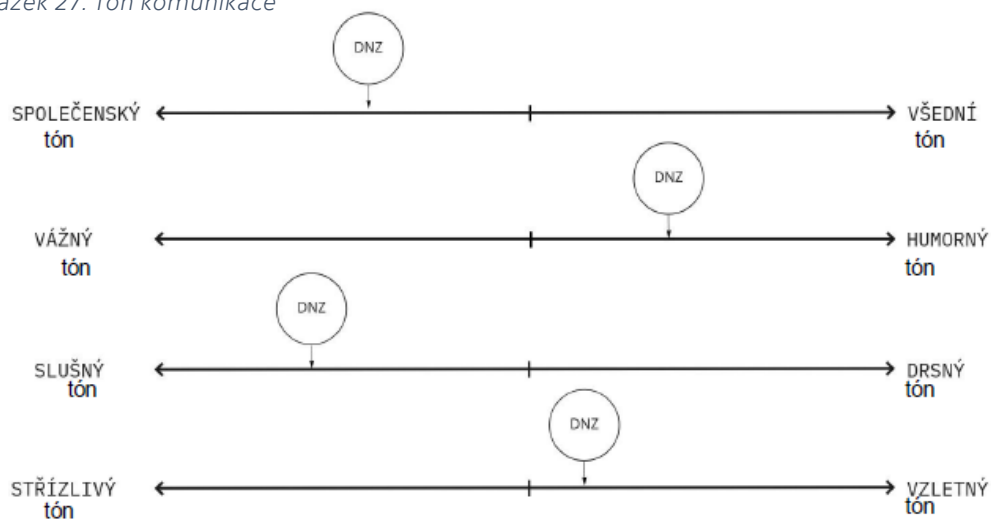 27. Tón komunikace
DNZ
SPOLEČENSKÝ
tón
VŠEDNÍ
tón
DNZ
VÁŽNÝ
tón
HUMORNÝ
tón
DNZ
SLUŠNÝ
tón
DRSNÝ
tón
DNZ
STŘÍZLIVÝ
tón
VZLETNÝ
tón